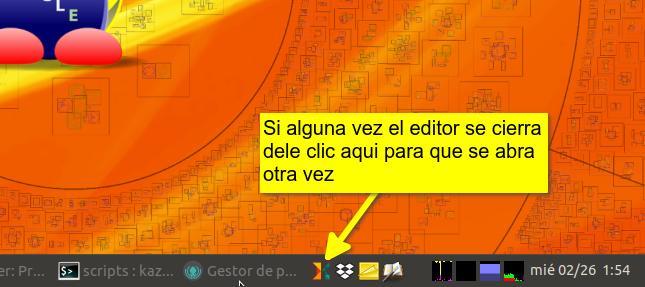 LE
Si alguna vez el editor se cierra
dele clic aqui para que se abra
otra vez
er: Pr... $> scripts : kaz... Gestor de p... mié 02/26 1:54